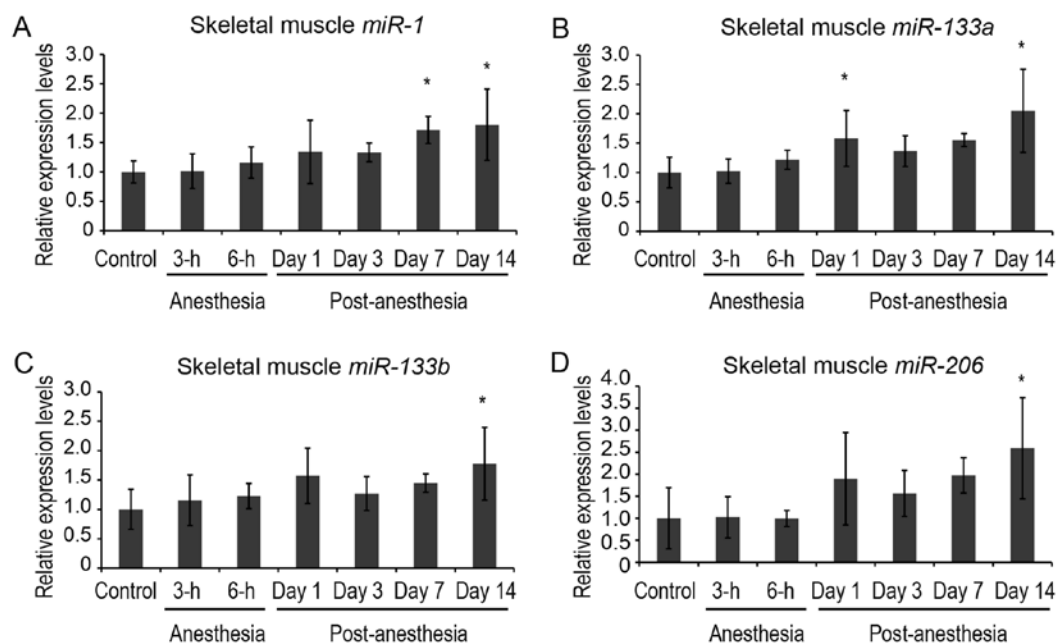 A
Skeletal muscle miR-1
Relative expression levels
3.0
2.5
2.0
1.5
1.0
0.5
0
*
*
Control 3-h 6-h Day 1 Day 3 Day 7 Day 14
Anesthesia Post-anesthesia
B
Skeletal muscle miR-133a
Relative expression levels
3.0
2.5
2.0
1.5
1.0
0.5
0
*
*
Control 3-h 6-h Day 1 Day 3 Day 7 Day 14
Anesthesia Post-anesthesia
C
Skeletal muscle miR-133b
Relative expression levels
3.0
2.5
2.0
1.5
1.0
0.5
0
*
Control 3-h 6-h Day 1 Day 3 Day 7 Day 14
Anesthesia Post-anesthesia
D
Skeletal muscle miR-206
Relative expression levels
4.0
3.5
3.0
2.5
2.0
1.5
1.0
0.5
0
*
Control 3-h 6-h Day 1 Day 3 Day 7 Day 14
Anesthesia Post-anesthesia